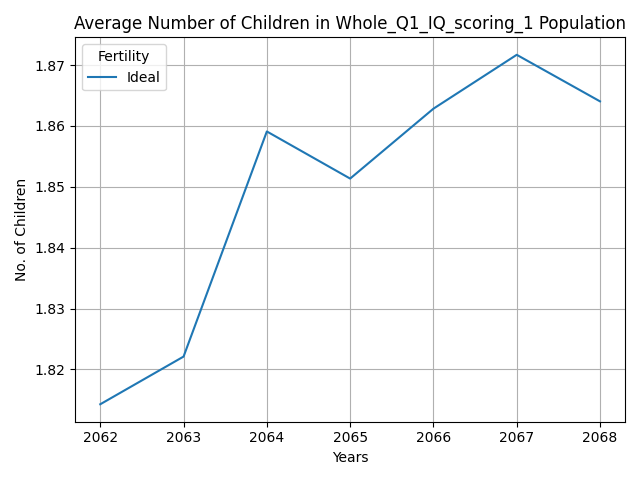 Average Number of Children in Whole_Q1_IQ_scoring_1 Population
Fertility
Ideal
No. of Children
1.87
1.86
1.85
1.84
1.83
1.82
2062 2063 2064 2065 2066 2067 2068
Years